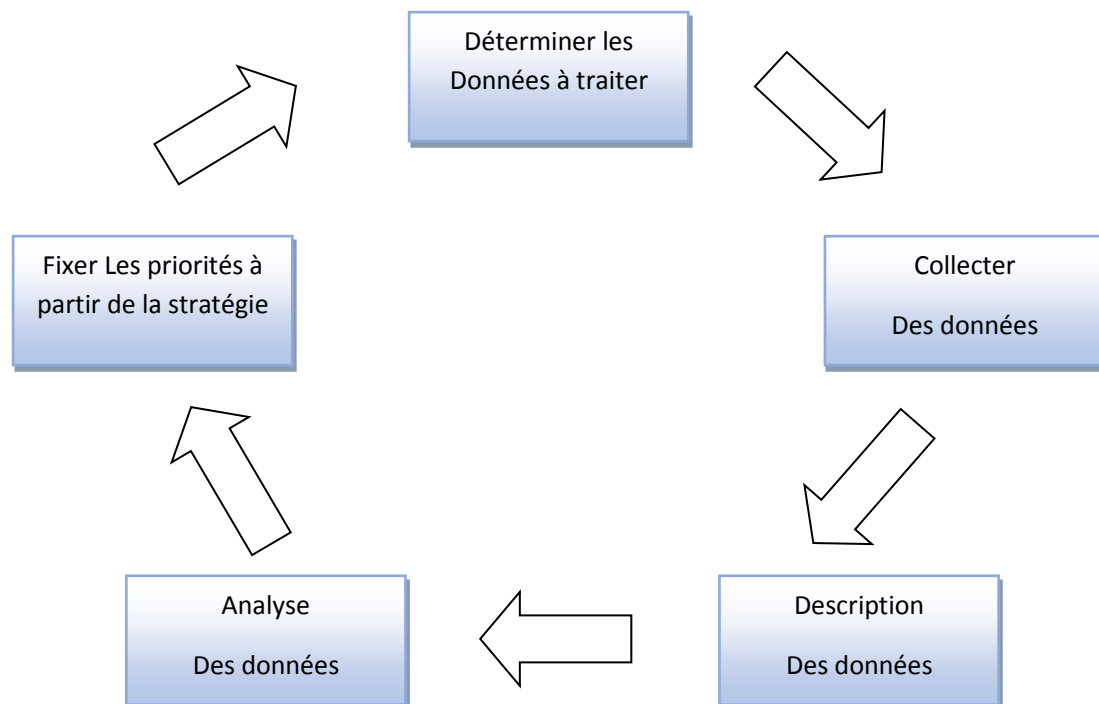 Déterminer les
Données à traiter
Fixer Les priorités à
partir de la stratégie
Collecter
Des données
Analyse
Des données
Description
Des données